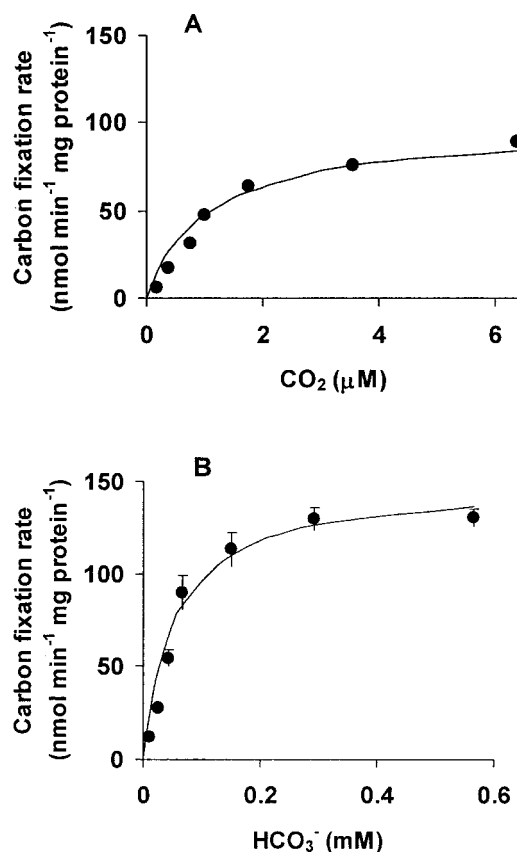 A
150
100
50
0
0 2 4 6
Carbon fixation rate
(nmol min⁻¹ mg protein⁻¹)
CO₂ (μM)
B
150
100
50
0
0 0.2 0.4 0.6
Carbon fixation rate
(nmol min⁻¹ mg protein⁻¹)
HCO₃⁻ (mM)